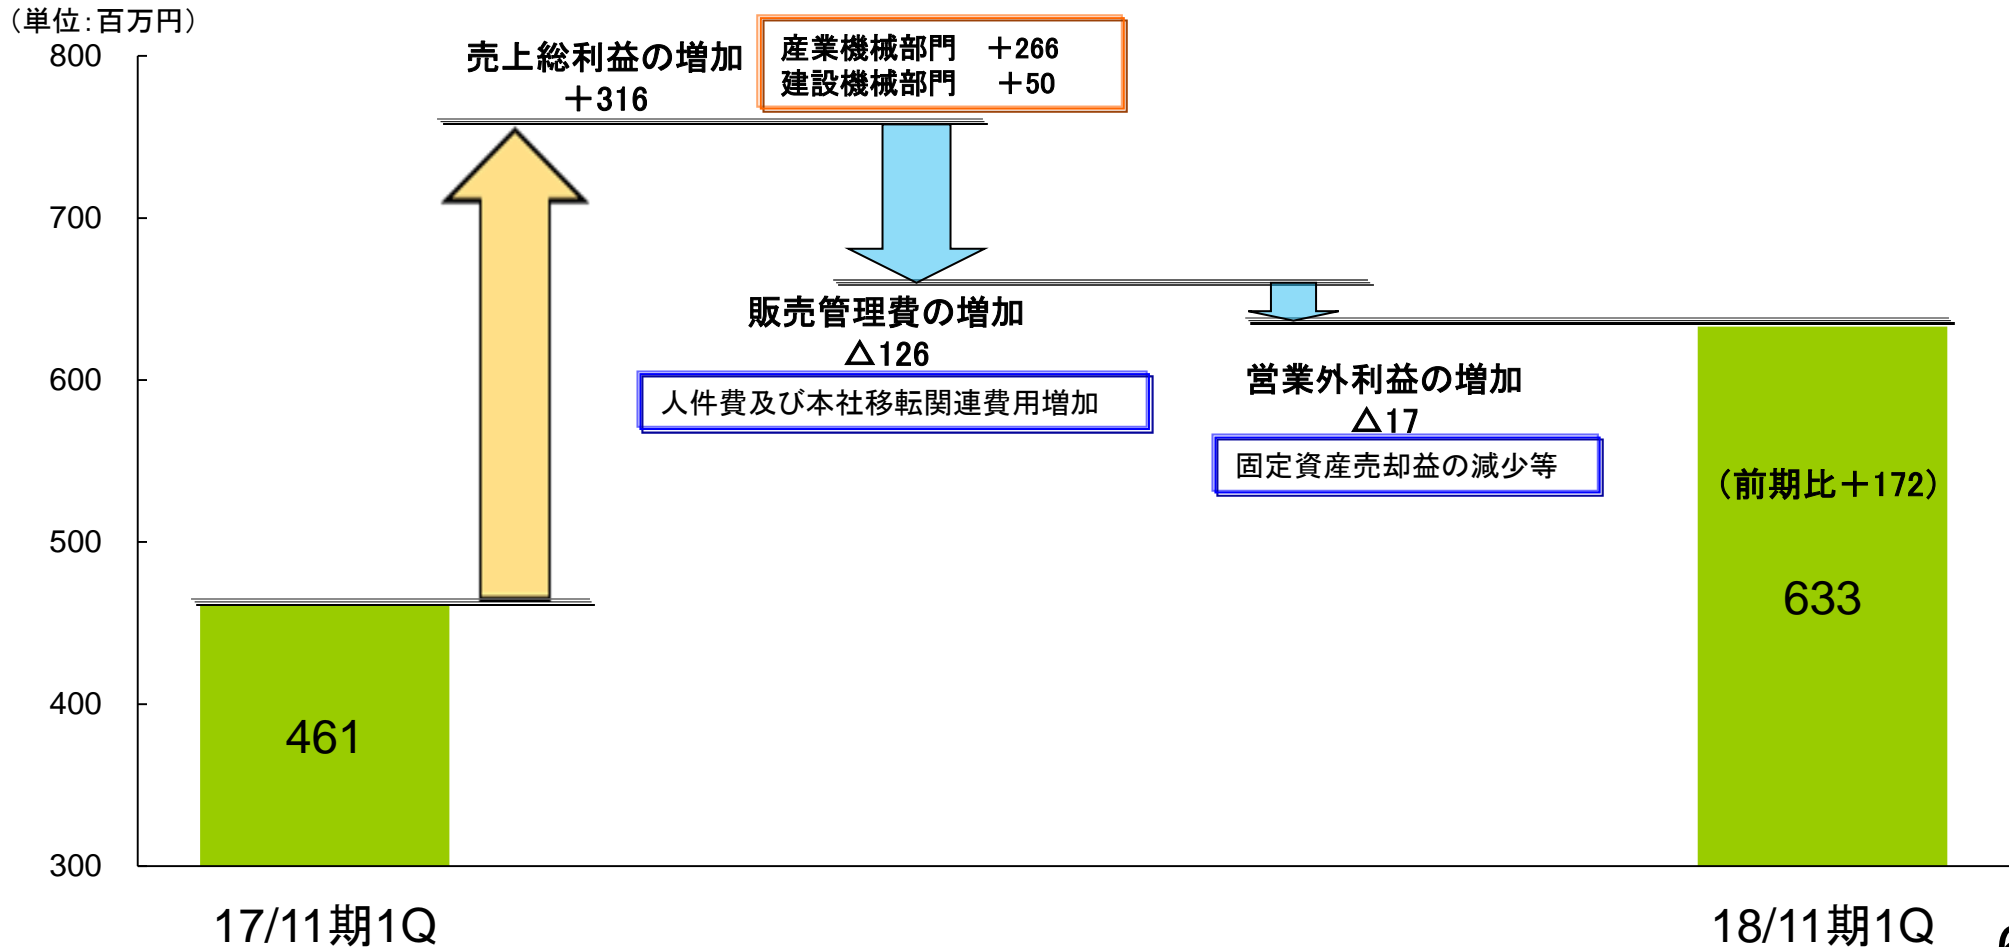 （単位：百万円）
800
700
600
500
400
300
売上総利益の増加
＋316
産業機械部門　＋266
建設機械部門　＋50
販売管理費の増加
△126
人件費及び本社移転関連費用増加
営業外利益の増加
△17
固定資産売却益の減少等
（前期比＋172）
633
461
17/11期1Q
18/11期1Q